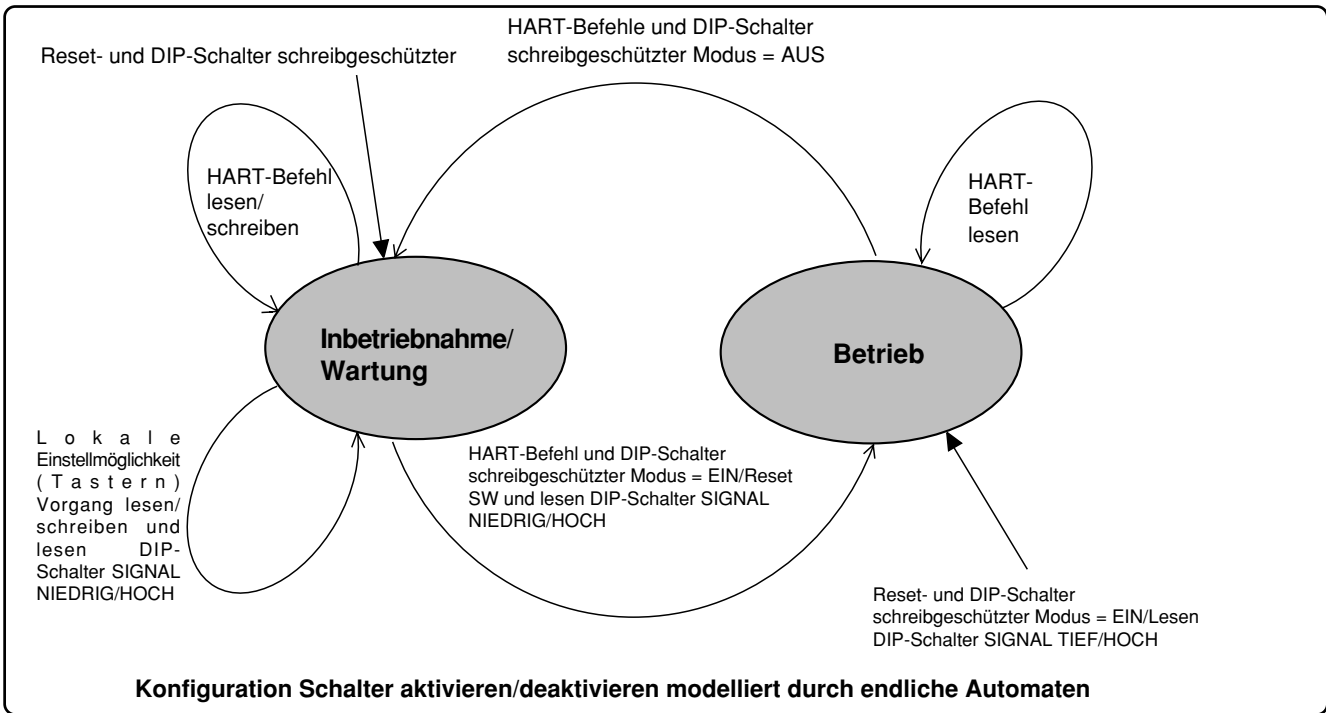 HART-Befehle und DIP-Schalter
schreibgeschützter Modus = AUS
Reset- und DIP-Schalter schreibgeschützter
HART-Befehl
lesen/
schreiben
HART-
Befehl
lesen
Inbetriebnahme/
Wartung
Betrieb
Lokale
Einstellmöglichkeit
(Tastern)
Vorgang lesen/
schreiben und
lesen DIP-
Schalter SIGNAL
NIEDRIG/HOCH
HART-Befehl und DIP-Schalter
schreibgeschützter Modus = EIN/Reset
SW und lesen DIP-Schalter SIGNAL
NIEDRIG/HOCH
Reset- und DIP-Schalter
schreibgeschützter Modus = EIN/Lesen
DIP-Schalter SIGNAL TIEF/HOCH
Konfiguration Schalter aktivieren/deaktivieren modelliert durch endliche Automaten